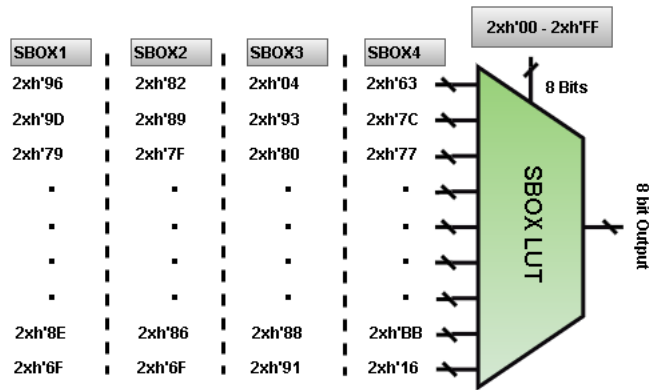 2xh'00 - 2xh'FF
SBOX1 SBOX2 SBOX3 SBOX4
2xh'96 2xh'82 2xh'04 2xh'63
8 Bits
2xh'9D 2xh'89 2xh'93 2xh'7C
2xh'79 2xh'7F 2xh'80 2xh'77
SBOX LUT
8 bit Output
2xh'8E 2xh'86 2xh'88 2xh'BB
2xh'6F 2xh'6F 2xh'91 2xh'16